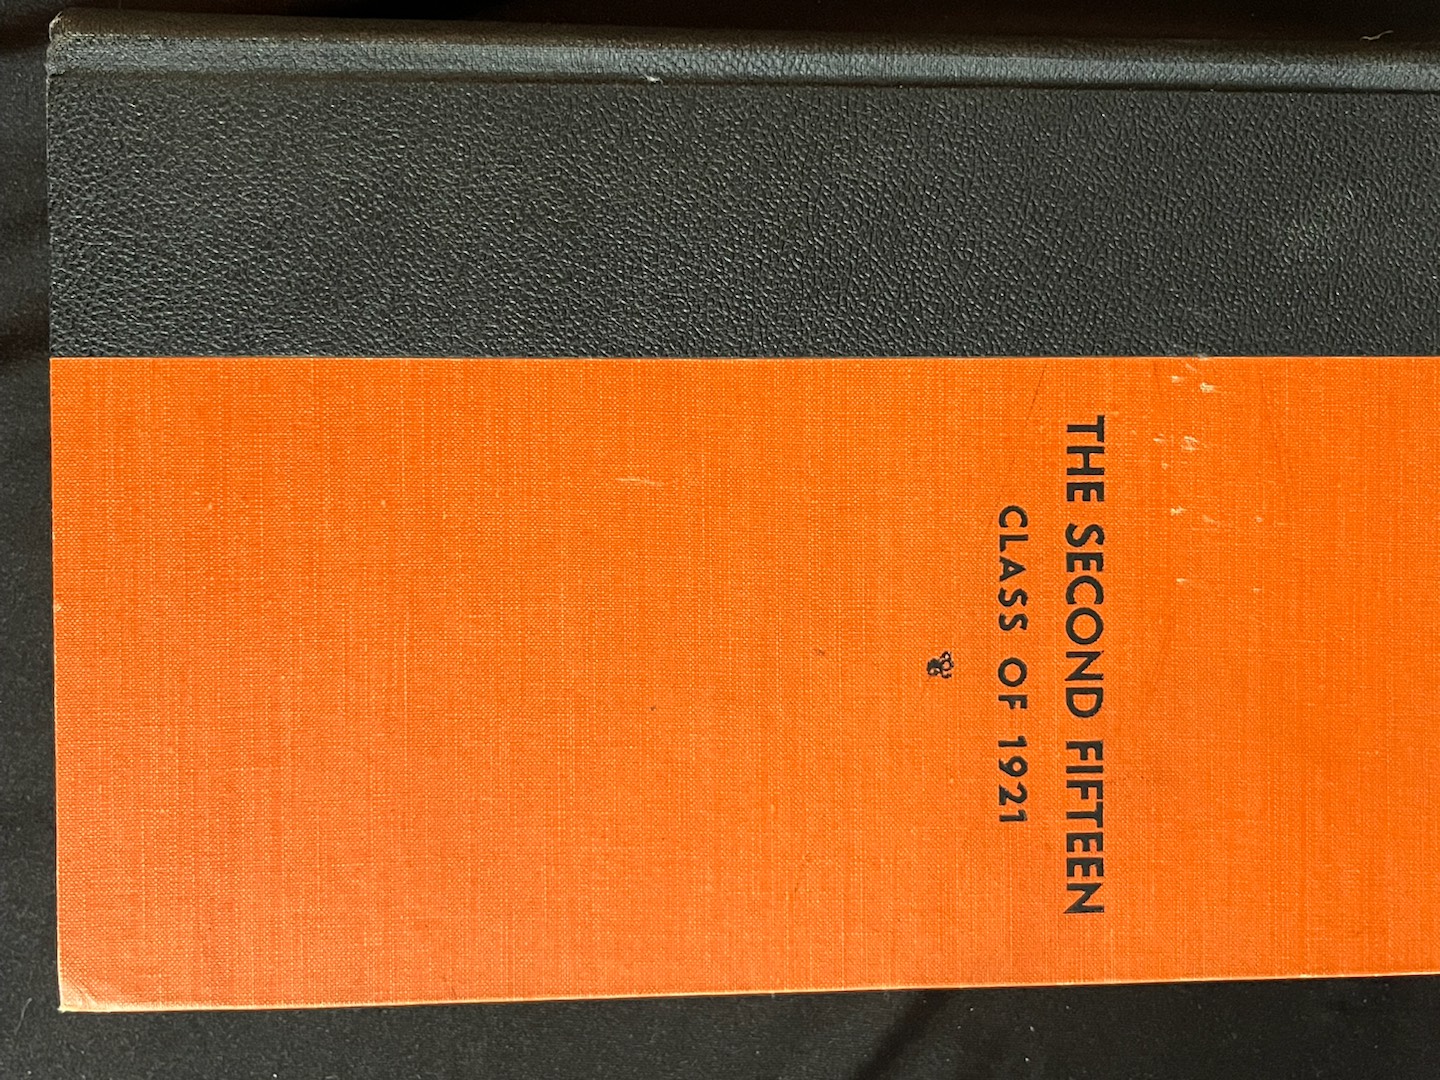 THE SECOND FIFTEEN
CLASS OF 1921